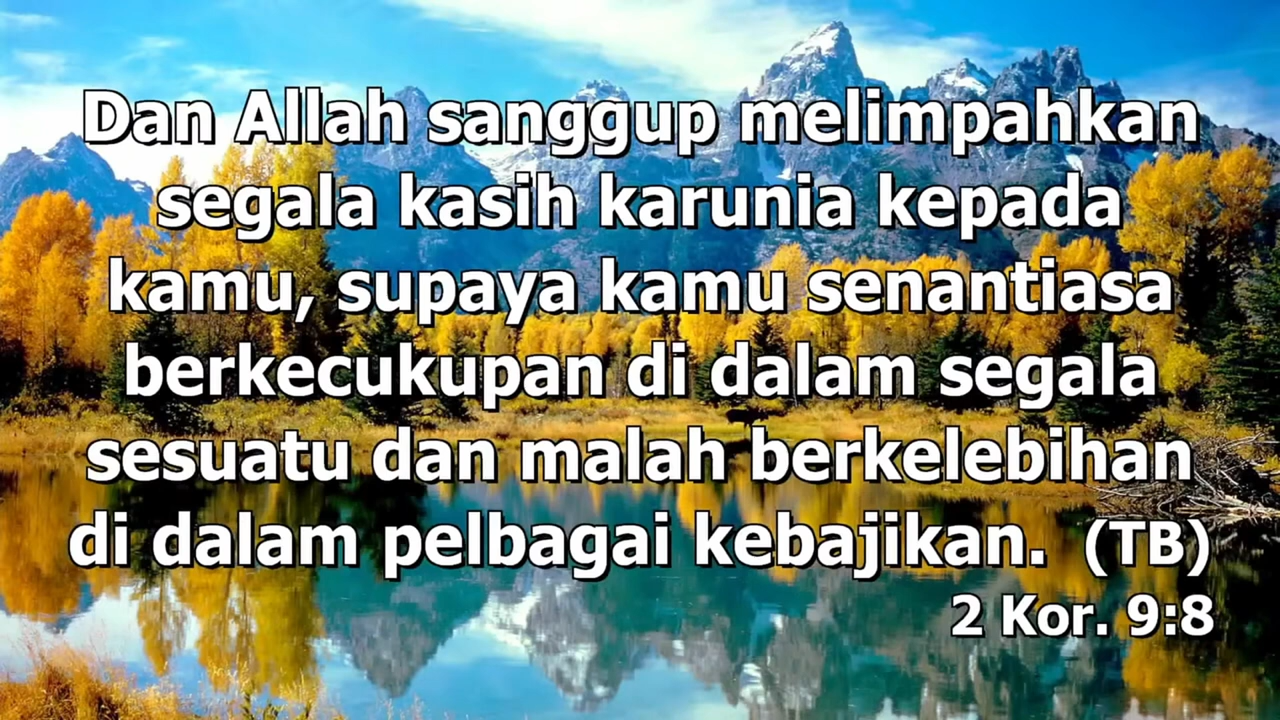 Dan Allah sanggup melimpahkan
segala kasih karunia kepada
kamu, supaya kamu senantiasa
berkecukupan di dalam segala
sesuatu dan malah berkelebihan
di dalam pelbagai kebajikan. (TB)
2 Kor. 9:8